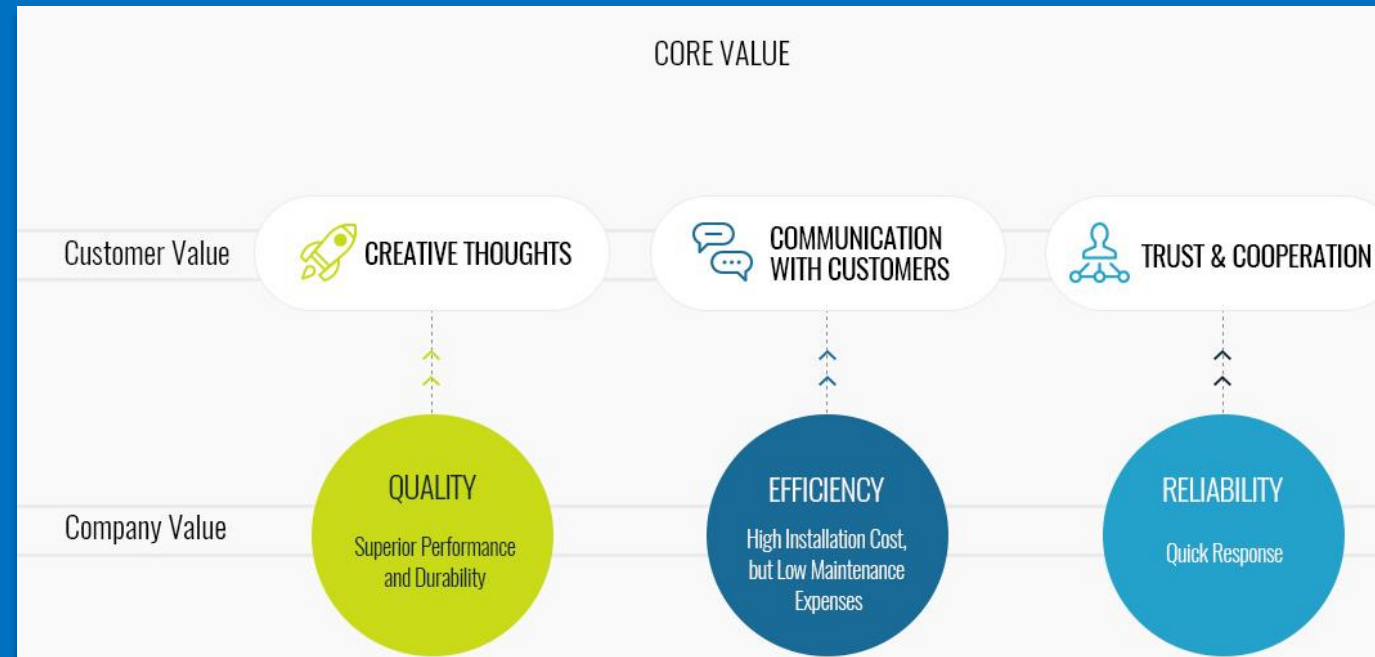 CORE VALUE
Customer Value
CREATIVE THOUGHTS
COMMUNICATION
WITH CUSTOMERS
TRUST & COOPERATION
Company Value
QUALITY
Superior Performance
and Durability
EFFICIENCY
High Installation Cost,
but Low Maintenance
Expenses
RELIABILITY
Quick Response